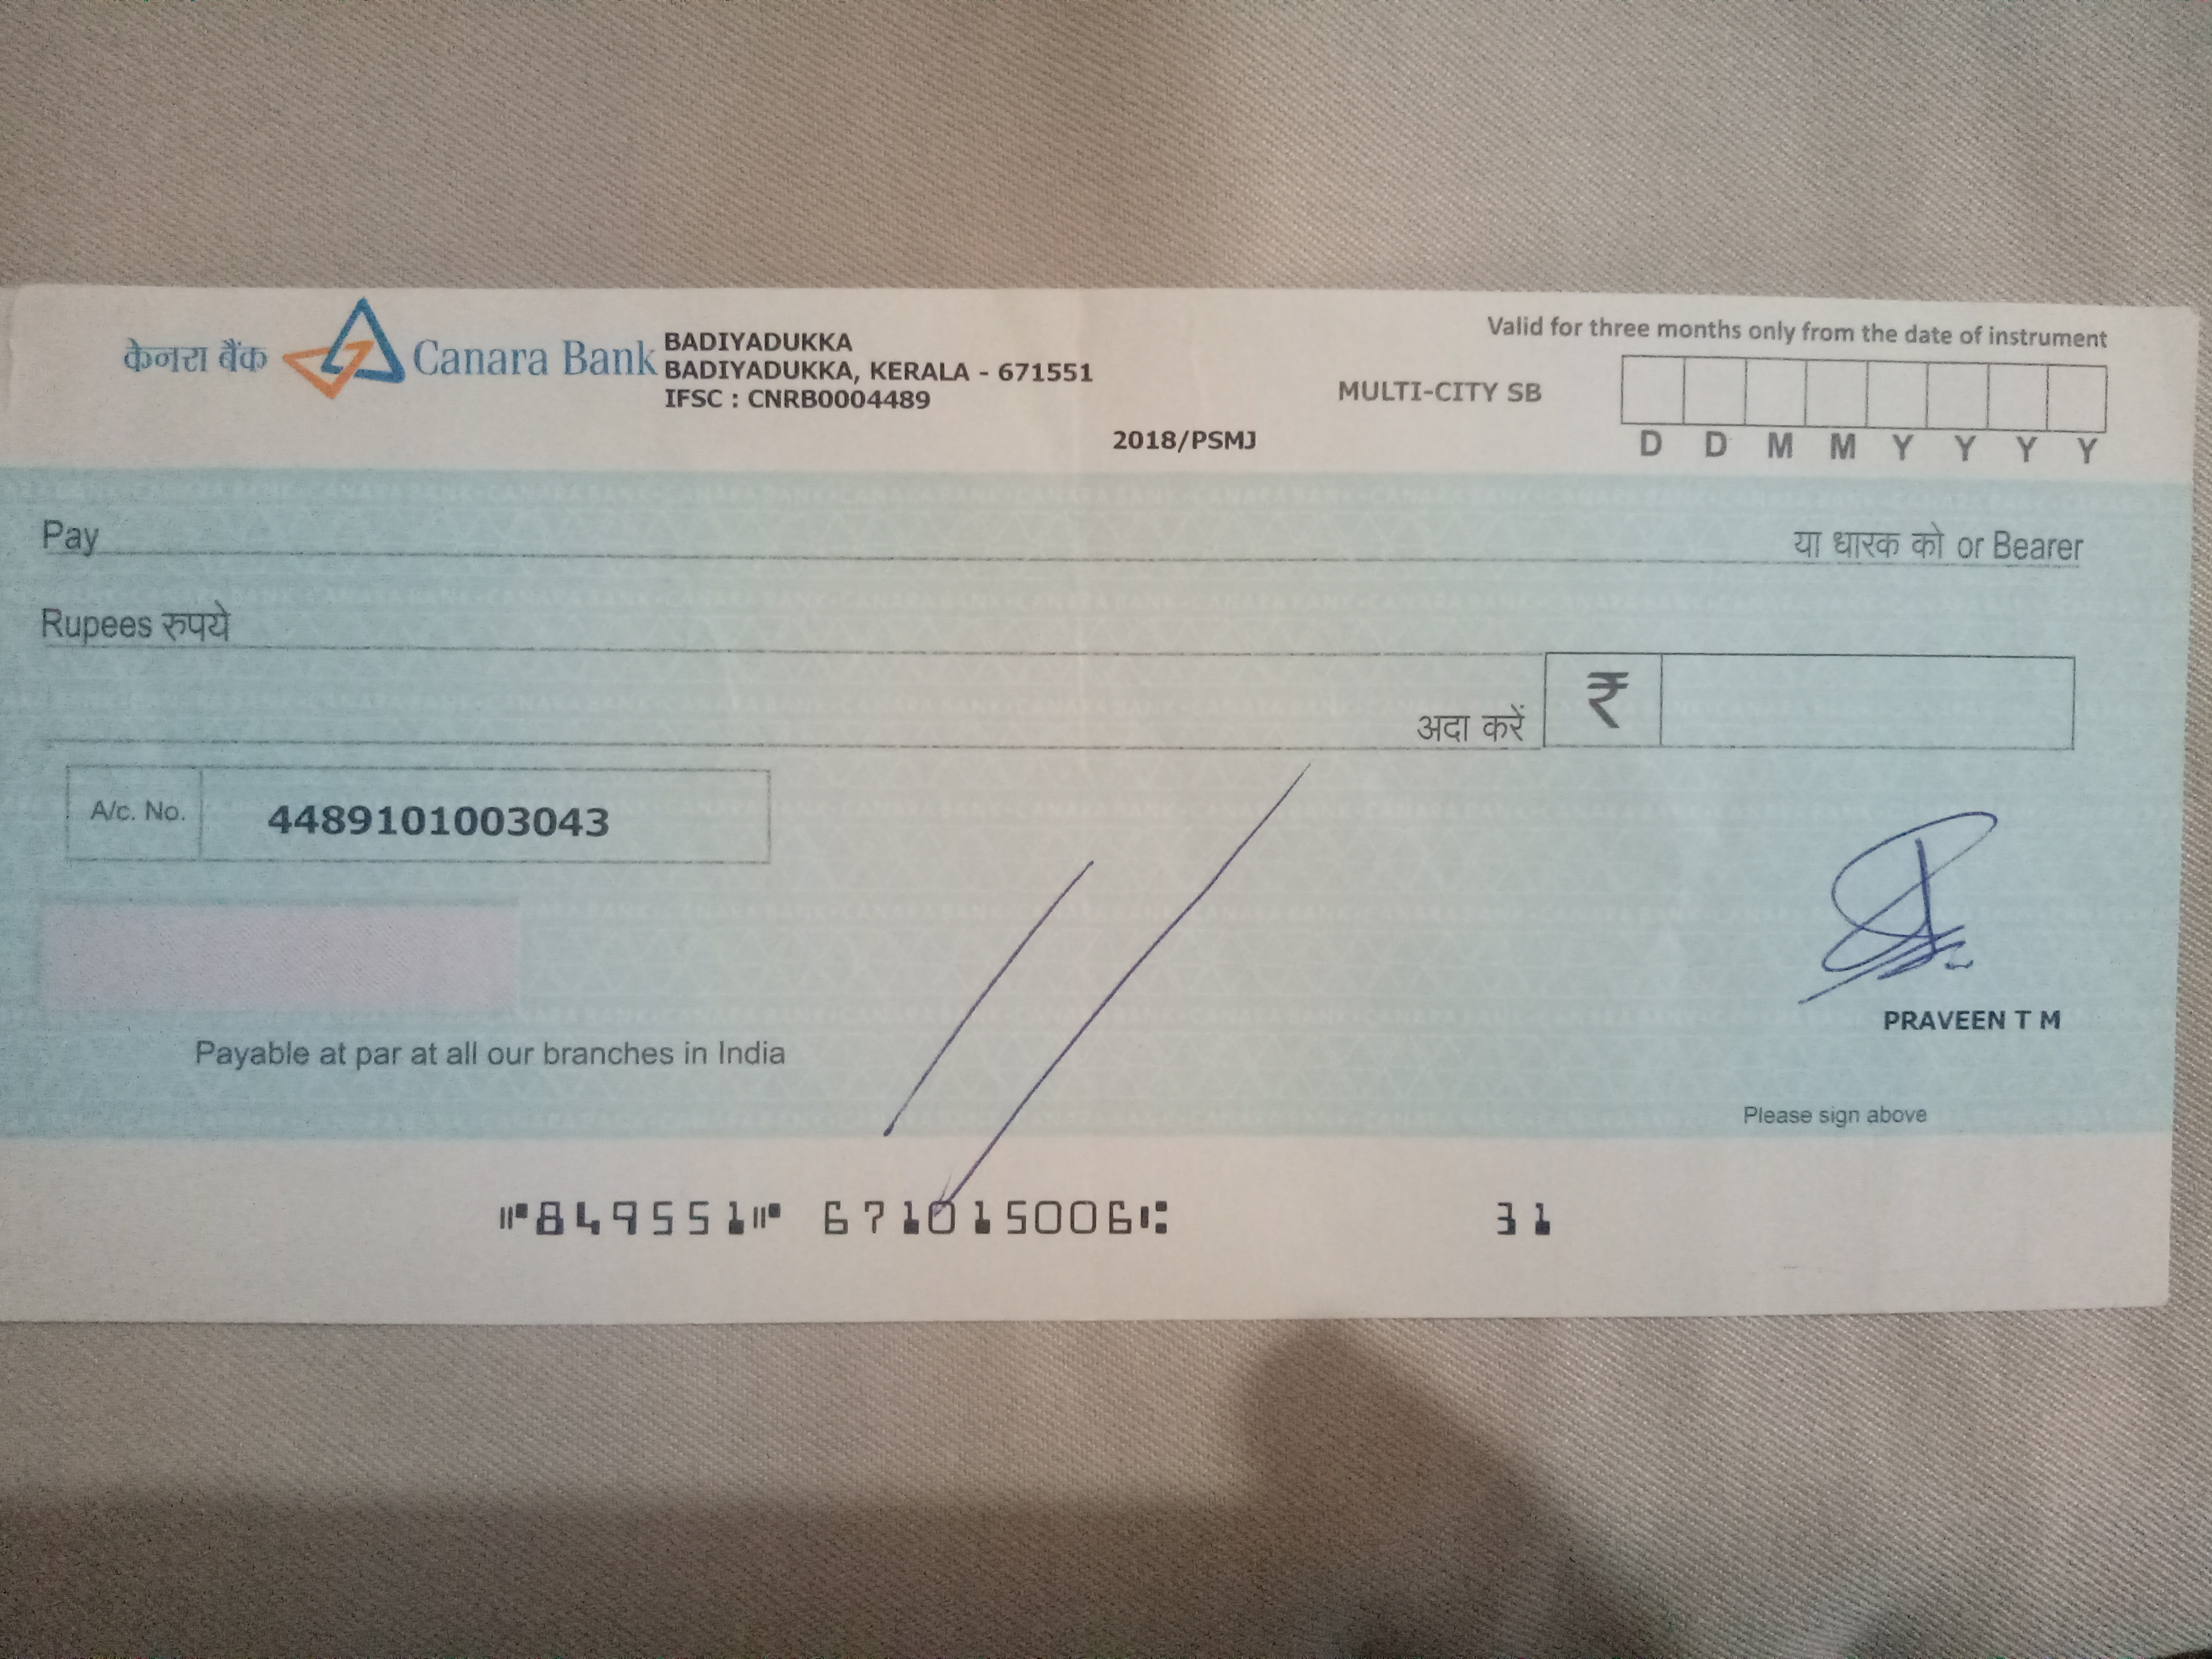 केनरा बैंक Canara Bank
BADIYADUKKA
BADIYADUKKA, KERALA - 671551
IFSC : CNRB0004489
2018/PSMJ
MULTI-CITY SB
Valid for three months only from the date of instrument
D D M M Y Y Y Y
Pay या धारक को or Bearer
Rupees रुपये
अदा करें ₹
A/c. No. 4489101003043
PRAVEEN T M
Payable at par at all our branches in India
Please sign above
⑈849551⑈ 671015006⑆ 31